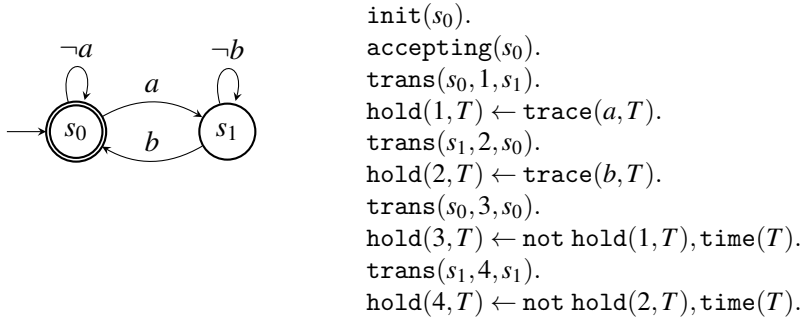 ¬a
¬b
a
s₀
s₁
b
init(s₀).
accepting(s₀).
trans(s₀,1,s₁).
hold(1,T) ← trace(a,T).
trans(s₁,2,s₀).
hold(2,T) ← trace(b,T).
trans(s₀,3,s₀).
hold(3,T) ← not hold(1,T),time(T).
trans(s₁,4,s₁).
hold(4,T) ← not hold(2,T),time(T).